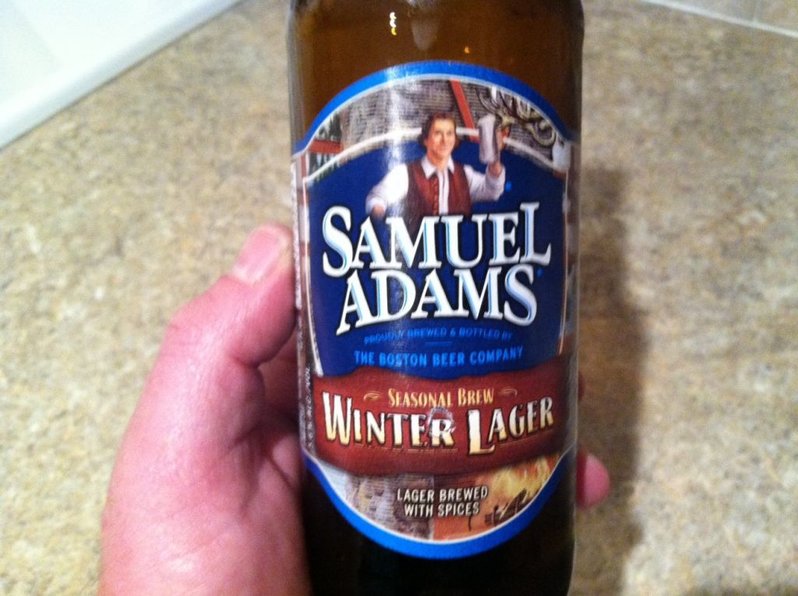 SAMUEL
ADAMS
PROUDLY BREWED & BOTTLED BY
THE BOSTON BEER COMPANY
SEASONAL BREW
WINTER LAGER
LAGER BREWED
WITH SPICES